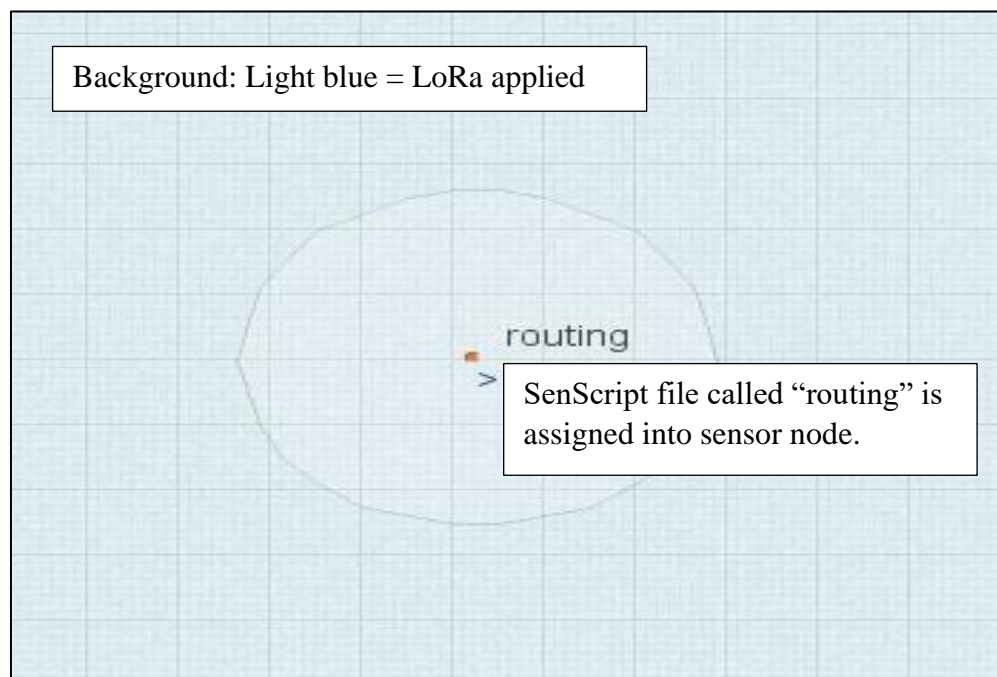 Background: Light blue = LoRa applied
routing
>
SenScript file called “routing” is
assigned into sensor node.